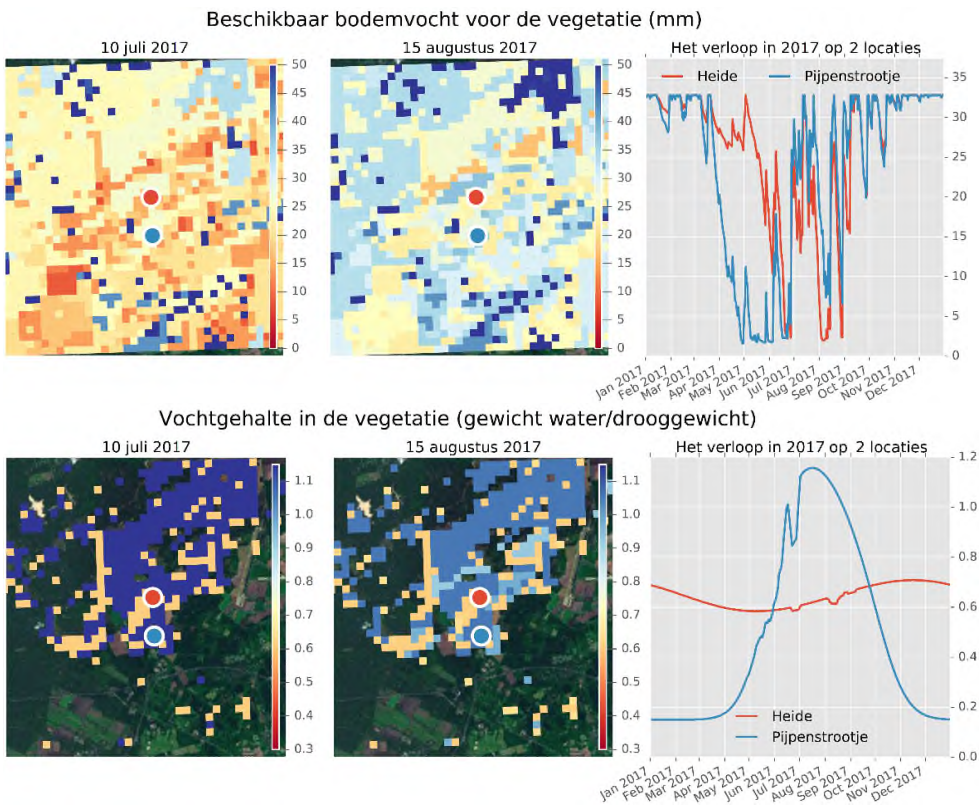 Beschikbaar bodemvocht voor de vegetatie (mm)
10 juli 2017
15 augustus 2017
Het verloop in 2017 op 2 locaties
50
45
40
35
30
25
20
15
10
5
0
50
45
40
35
30
25
20
15
10
5
0
Heide
Pijpenstrootje
35
30
25
20
15
10
5
0
Jan 2017
Feb 2017
Mar 2017
Apr 2017
May 2017
Jun 2017
Jul 2017
Aug 2017
Sep 2017
Oct 2017
Nov 2017
Dec 2017
Vochtgehalte in de vegetatie (gewicht water/drooggewicht)
10 juli 2017
15 augustus 2017
Het verloop in 2017 op 2 locaties
1.1
1.0
0.9
0.8
0.7
0.6
0.5
0.4
0.3
1.1
1.0
0.9
0.8
0.7
0.6
0.5
0.4
0.3
1.2
1.0
0.8
0.6
0.4
0.2
0.0
Heide
Pijpenstrootje
Jan 2017
Feb 2017
Mar 2017
Apr 2017
May 2017
Jun 2017
Jul 2017
Aug 2017
Sep 2017
Oct 2017
Nov 2017
Dec 2017